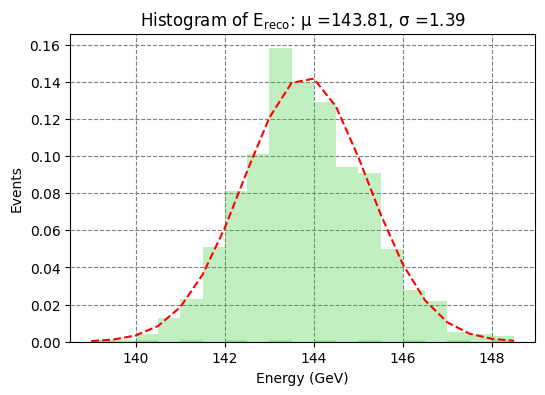 Histogram of E_reco: μ =143.81, σ =1.39
0.16
0.14
0.12
0.10
0.08
0.06
0.04
0.02
0.00
Events
140 142 144 146 148
Energy (GeV)